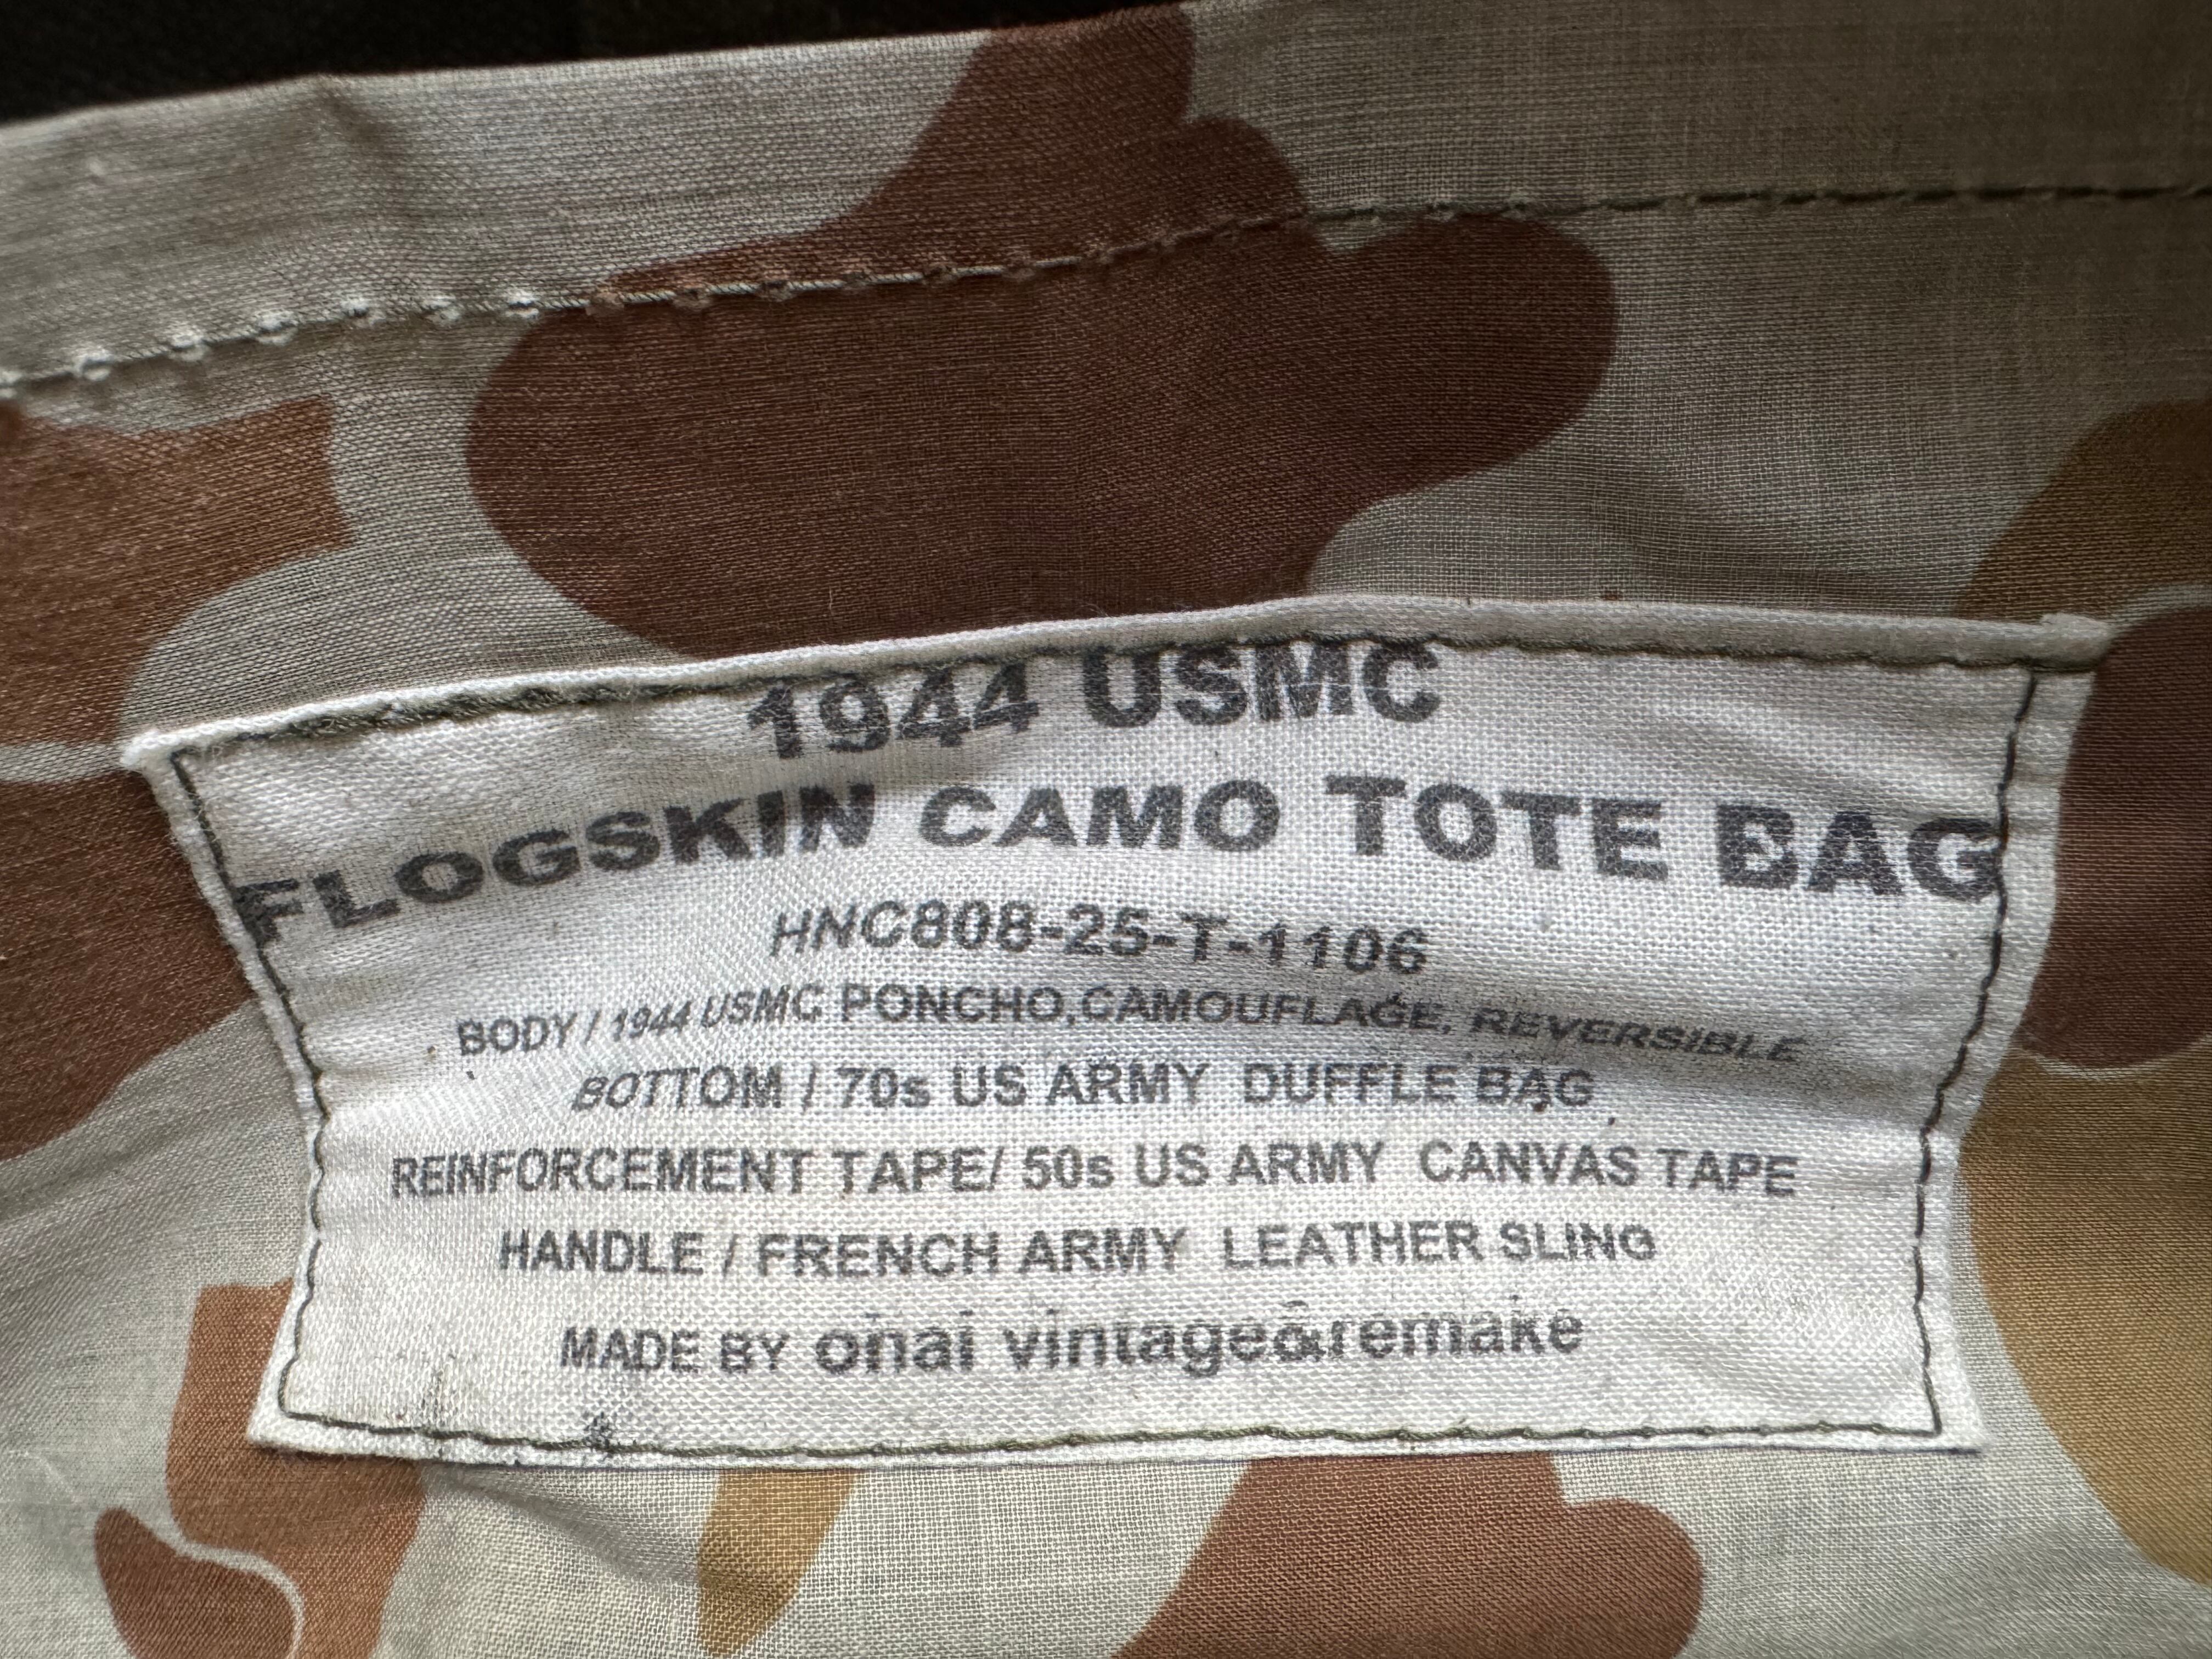 1944 USMC
FLOGSKIN CAMO TOTE BAG
HNC808-25-T-1106
BODY / 1944 USMC PONCHO,CAMOUFLAGE, REVERSIBLE
BOTTOM / 70s US ARMY DUFFLE BAG
REINFORCEMENT TAPE/ 50s US ARMY CANVAS TAPE
HANDLE / FRENCH ARMY LEATHER SLING
MADE BY onai vintage&remake